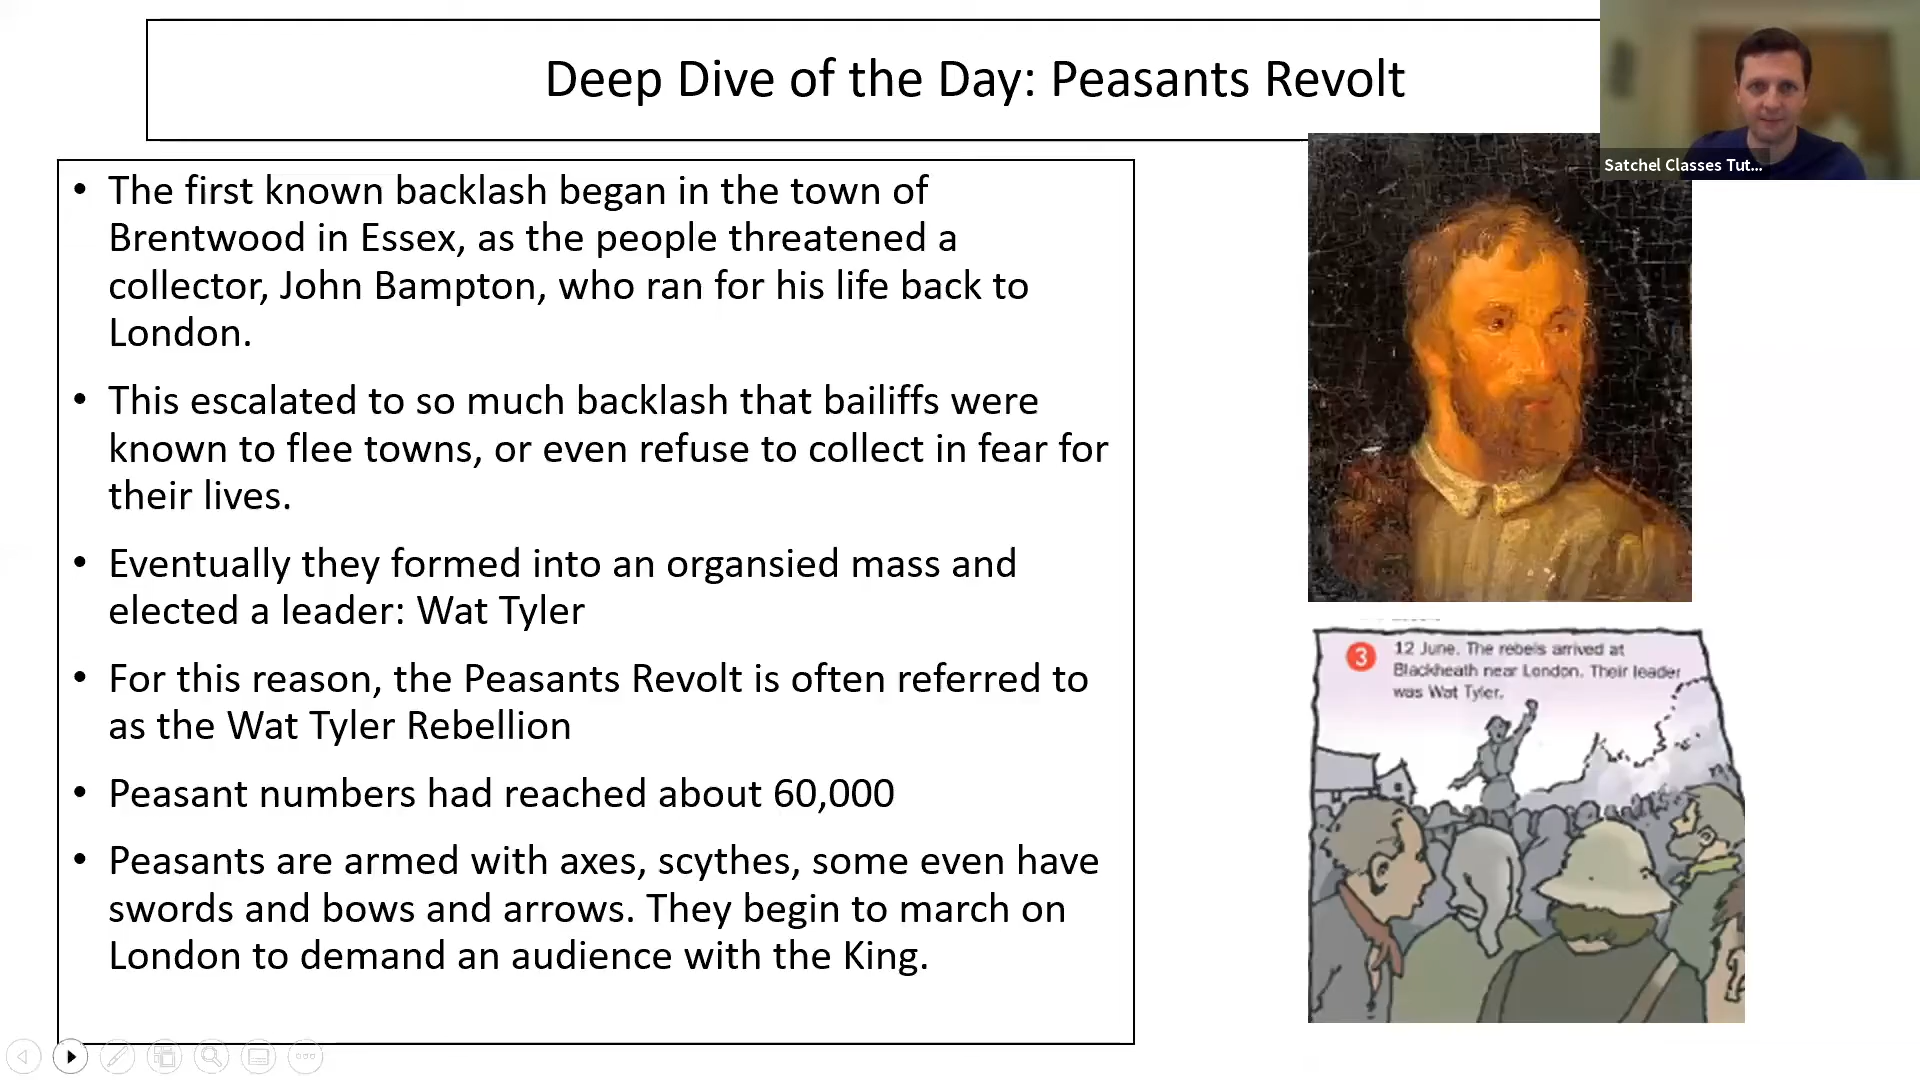 Deep Dive of the Day: Peasants Revolt
Satchel Classes Tut...
• The first known backlash began in the town of
Brentwood in Essex, as the people threatened a
collector, John Bampton, who ran for his life back to
London.
• This escalated to so much backlash that bailiffs were
known to flee towns, or even refuse to collect in fear for
their lives.
• Eventually they formed into an organsied mass and
elected a leader: Wat Tyler
• For this reason, the Peasants Revolt is often referred to
as the Wat Tyler Rebellion
• Peasant numbers had reached about 60,000
• Peasants are armed with axes, scythes, some even have
swords and bows and arrows. They begin to march on
London to demand an audience with the King.
3 12 June. The rebels arrived at
Blackheath near London. Their leader
was Wat Tyler.